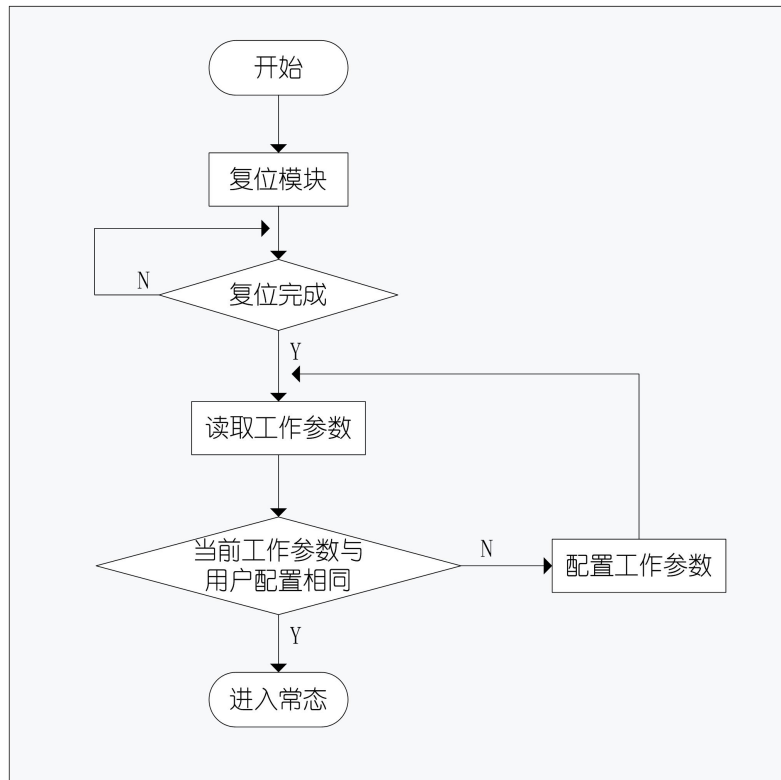 开始
复位模块
N
复位完成
Y
读取工作参数
当前工作参数与
用户配置相同
N
配置工作参数
Y
进入常态